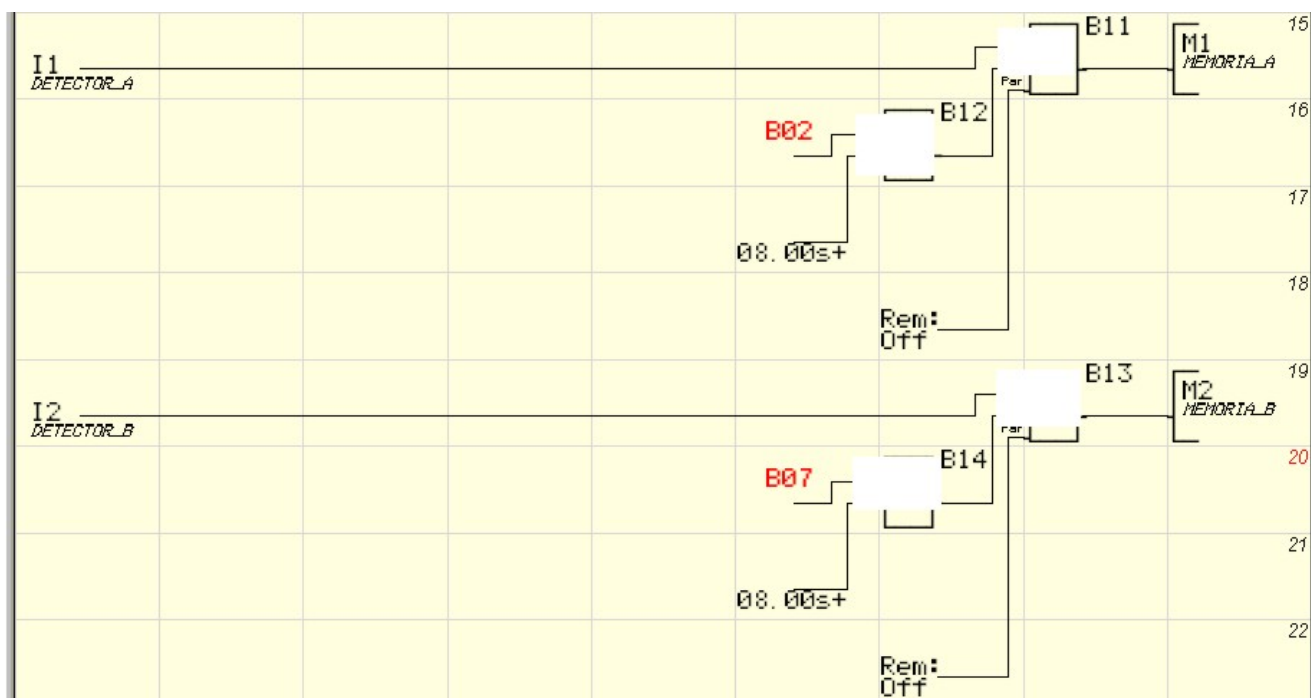 15
B11
M1
MEMORIA_A
I1
DETECTOR_A
Par
16
B12
B02
17
08.00s+
18
Rem:
Off
19
B13
M2
MEMORIA_B
I2
DETECTOR_B
Par
20
B14
B07
21
08.00s+
22
Rem:
Off